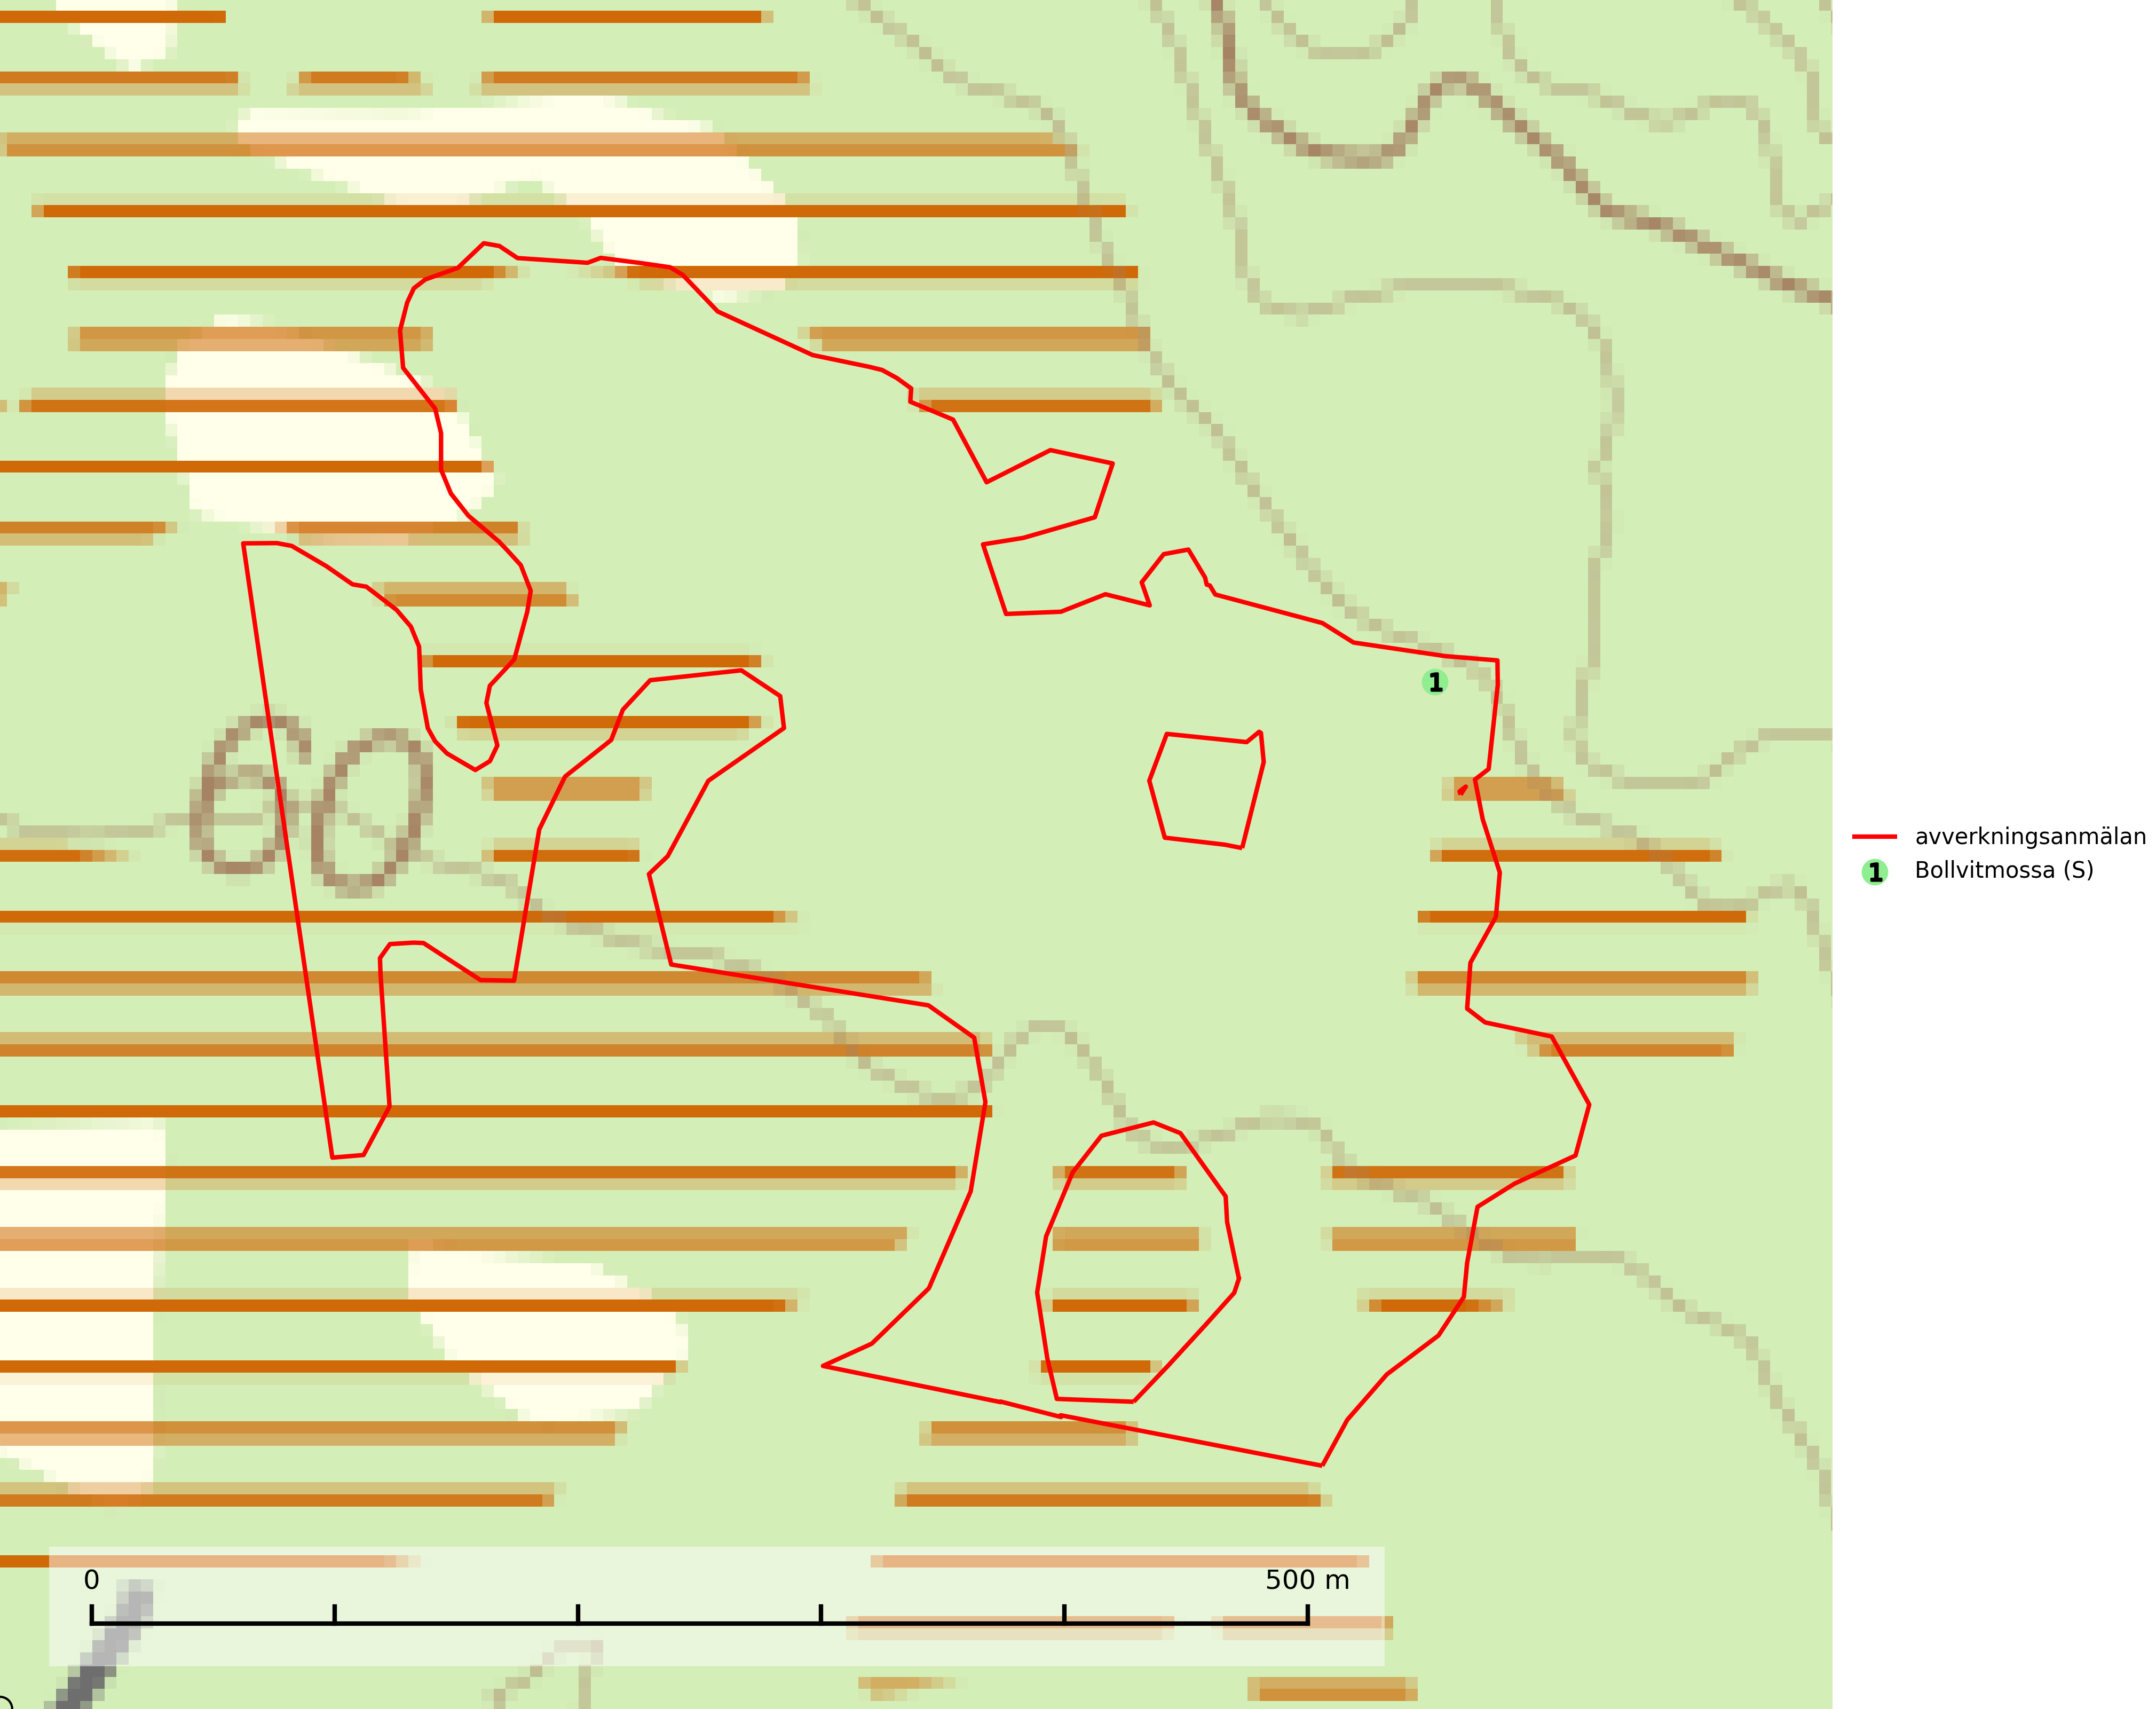 60
1
avverkningsanmälan
1 Bollvitmossa (S)
0 500 m